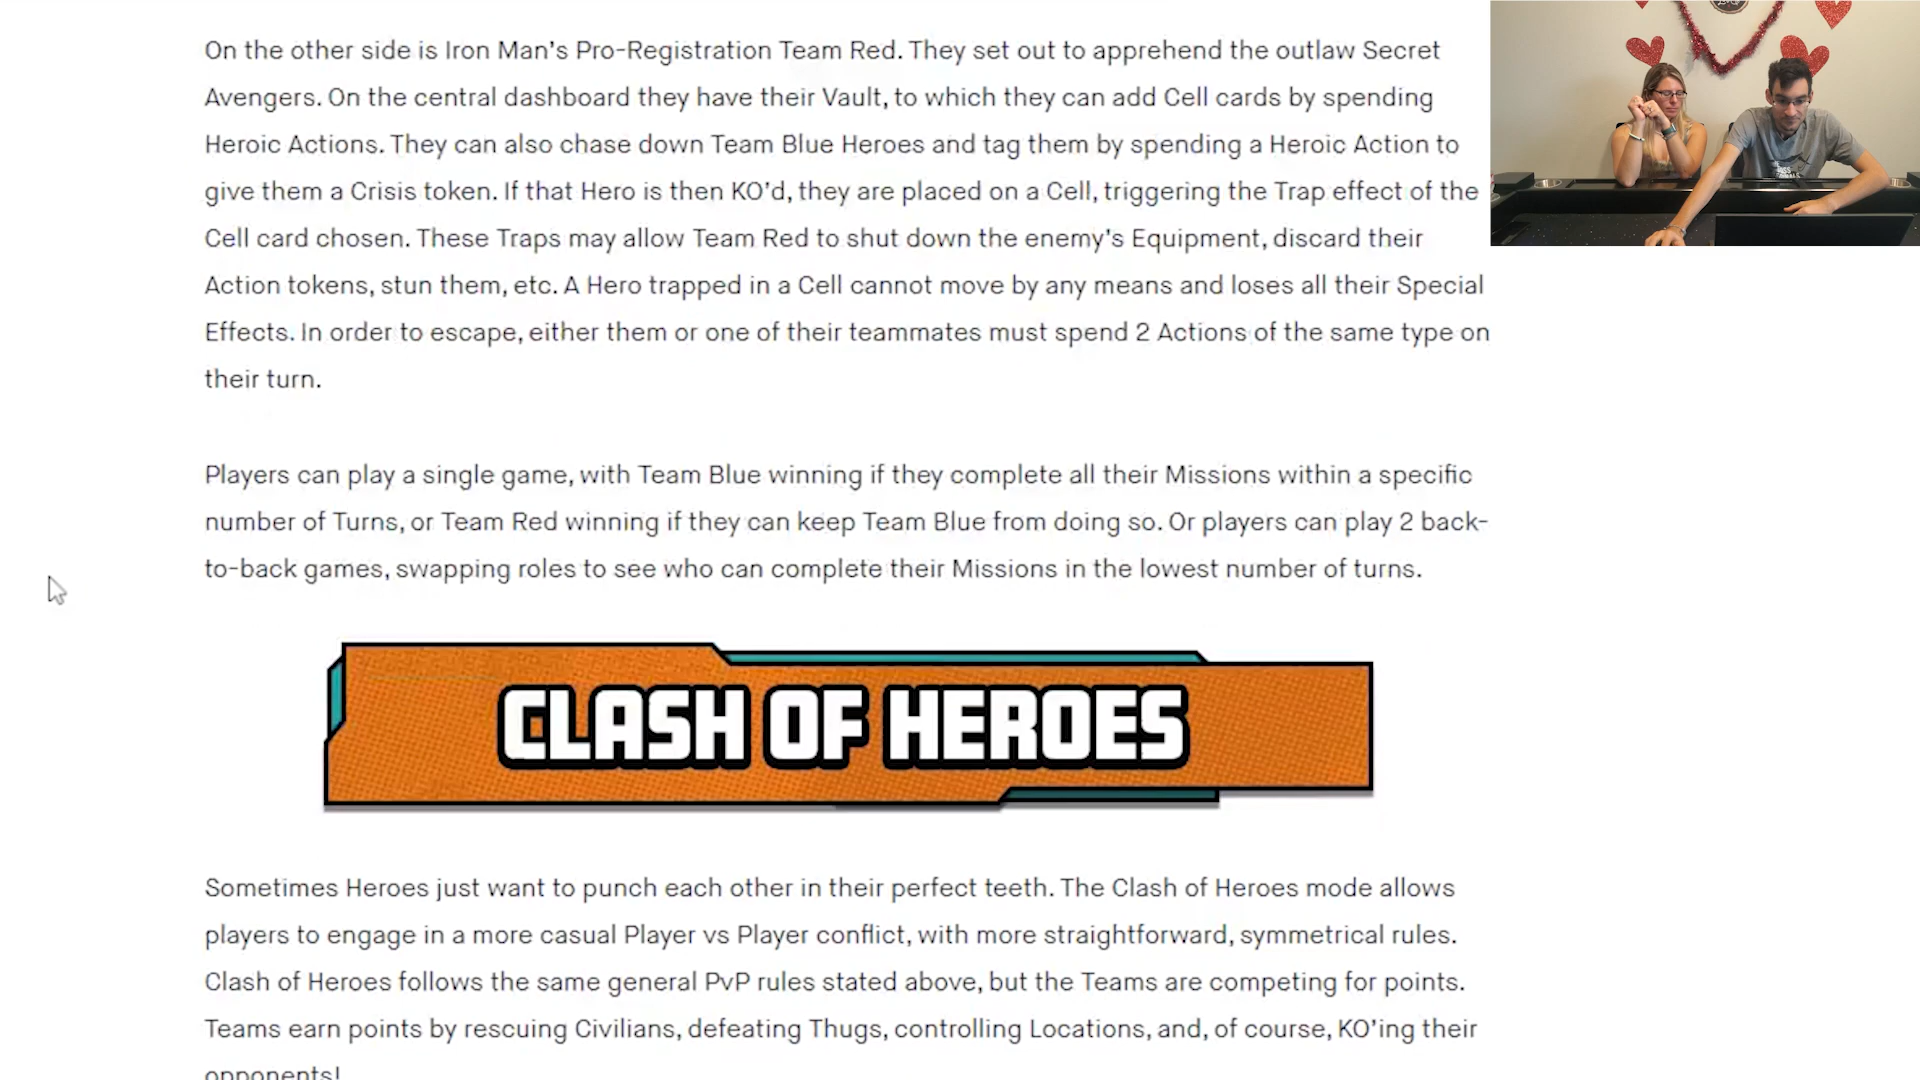 On the other side is Iron Man's Pro-Registration Team Red. They set out to apprehend the outlaw Secret
Avengers. On the central dashboard they have their Vault, to which they can add Cell cards by spending
Heroic Actions. They can also chase down Team Blue Heroes and tag them by spending a Heroic Action to
give them a Crisis token. If that Hero is then KO'd, they are placed on a Cell, triggering the Trap effect of the
Cell card chosen. These Traps may allow Team Red to shut down the enemy's Equipment, discard their
Action tokens, stun them, etc. A Hero trapped in a Cell cannot move by any means and loses all their Special
Effects. In order to escape, either them or one of their teammates must spend 2 Actions of the same type on
their turn.
Players can play a single game, with Team Blue winning if they complete all their Missions within a specific
number of Turns, or Team Red winning if they can keep Team Blue from doing so. Or players can play 2 back-
to-back games, swapping roles to see who can complete their Missions in the lowest number of turns.
CLASH OF HEROES
Sometimes Heroes just want to punch each other in their perfect teeth. The Clash of Heroes mode allows
players to engage in a more casual Player vs Player conflict, with more straightforward, symmetrical rules.
Clash of Heroes follows the same general PvP rules stated above, but the Teams are competing for points.
Teams earn points by rescuing Civilians, defeating Thugs, controlling Locations, and, of course, KO'ing their
opponents!